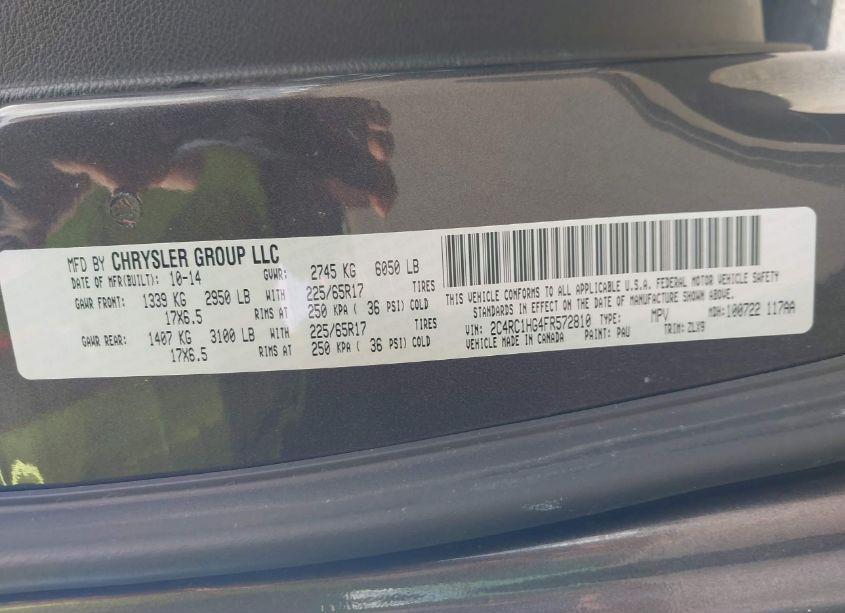 MFD BY CHRYSLER GROUP LLC
DATE OF MFR(BUILT): 10-14 GVWR: 2745 KG 6050 LB
GAWR FRONT: 1339 KG 2950 LB WITH 225/65R17 TIRES
17X6.5 RIMS AT 250 KPA ( 36 PSI) COLD
GAWR REAR: 1407 KG 3100 LB WITH 225/65R17 TIRES
17X6.5 RIMS AT 250 KPA ( 36 PSI) COLD
THIS VEHICLE CONFORMS TO ALL APPLICABLE U.S.A. FEDERAL MOTOR VEHICLE SAFETY
STANDARDS IN EFFECT ON THE DATE OF MANUFACTURE SHOWN ABOVE.
VIN: 2C4RC1HG4FR572810 TYPE: MPV MDH: 100722 117AA
VEHICLE MADE IN CANADA PAINT: PAU TRIM: ZLX9